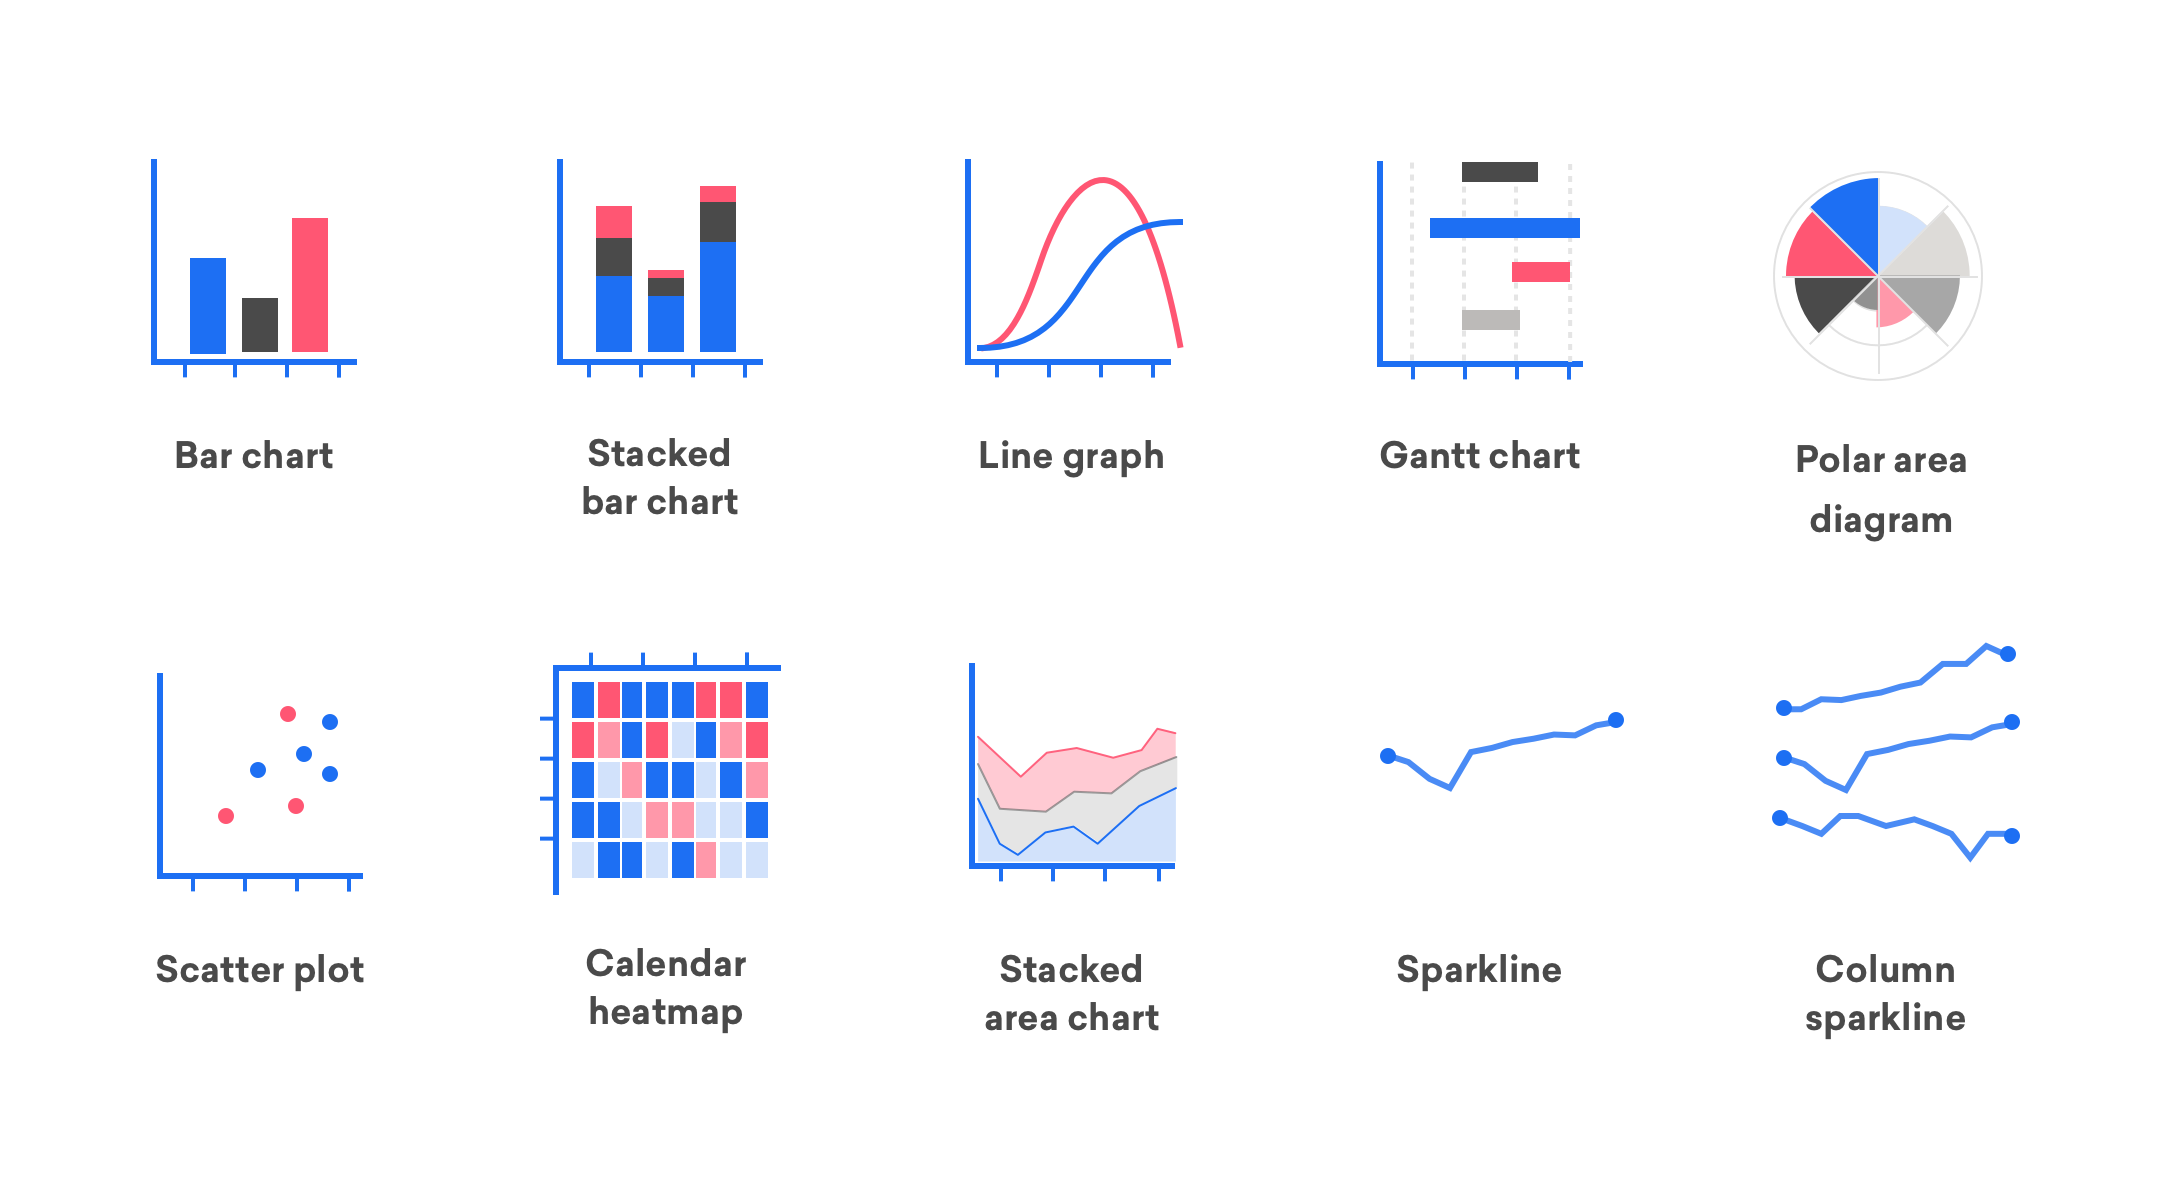 Bar chart
Stacked
bar chart
Line graph
Gantt chart
Polar area
diagram
Scatter plot
Calendar
heatmap
Stacked
area chart
Sparkline
Column
sparkline